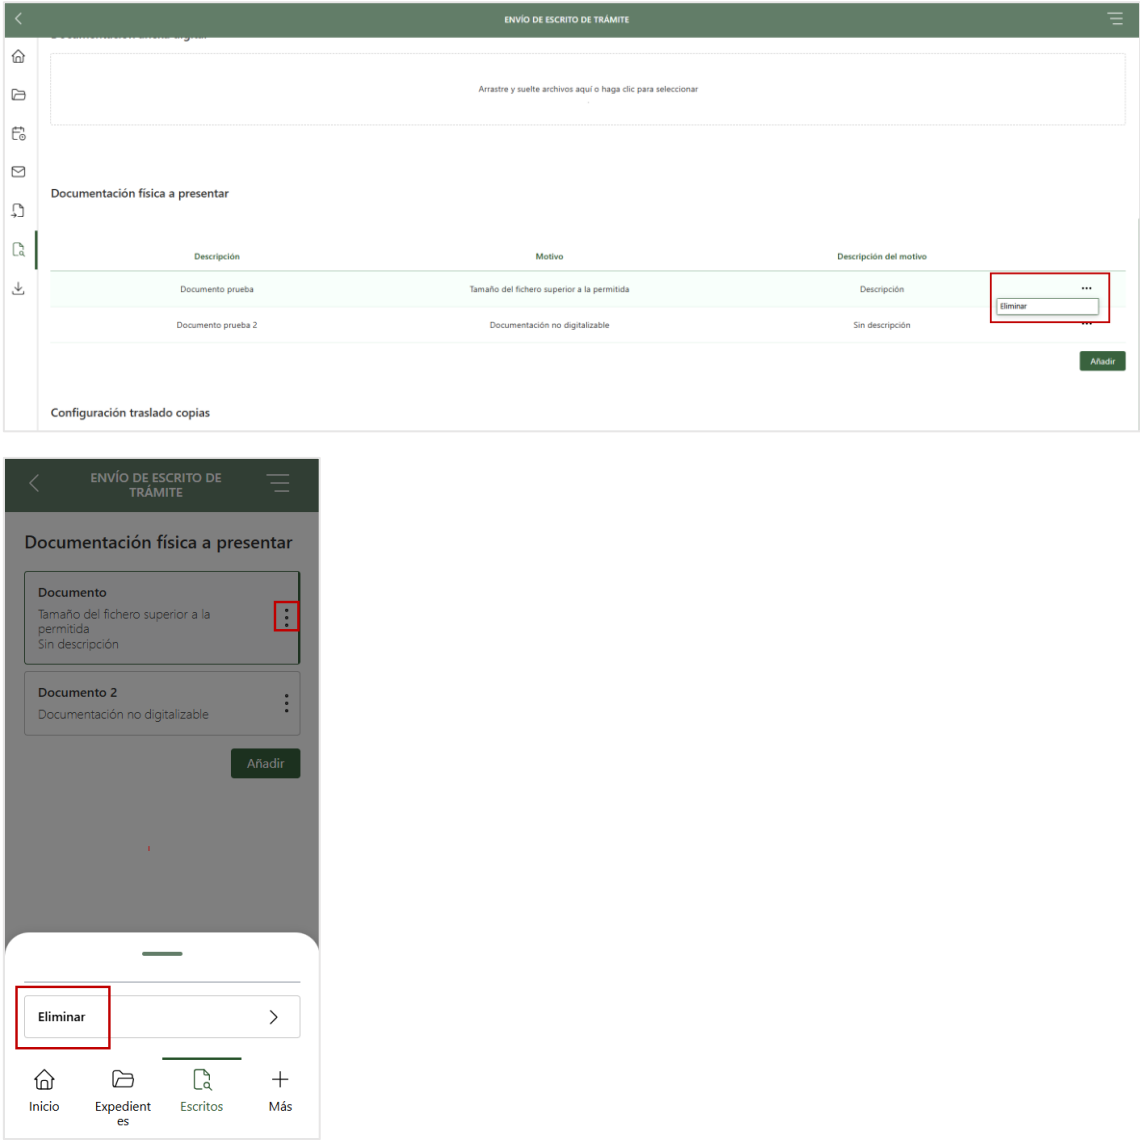 ENVÍO DE ESCRITO DE TRÁMITE
Documentación anexa digital
Arrastre y suelte archivos aquí o haga clic para seleccionar
Documentación física a presentar
Descripción Motivo Descripción del motivo
Documento prueba Tamaño del fichero superior a la permitida Descripción
Eliminar
Documento prueba 2 Documentación no digitalizable Sin descripción
Añadir
Configuración traslado copias
ENVÍO DE ESCRITO DE
TRÁMITE
Documentación física a presentar
Documento
Tamaño del fichero superior a la
permitida
Sin descripción
Documento 2
Documentación no digitalizable
Añadir
Eliminar
Inicio Expedient Escritos Más
es